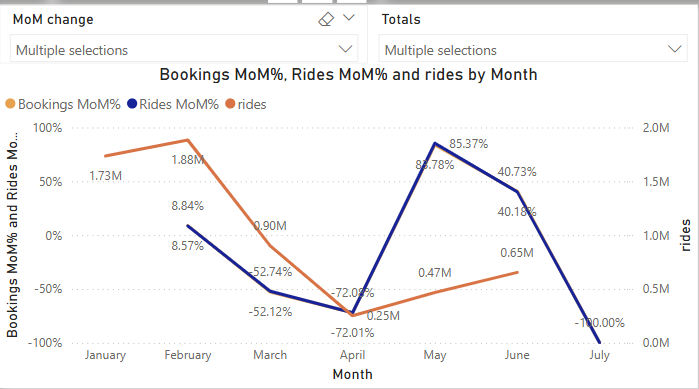 MoM change
Totals
Multiple selections
Multiple selections
Bookings MoM%, Rides MoM% and rides by Month
Bookings MoM% Rides MoM% rides
Bookings MoM% and Rides Mo...
100%
50%
0%
-50%
-100%
1.73M
1.88M
8.84%
8.57%
0.90M
-52.74%
-52.12%
-72.08%
0.25M
-72.01%
85.37%
83.78%
0.47M
40.73%
40.18%
0.65M
-100.00%
2.0M
1.5M
1.0M
0.5M
0.0M
rides
January February March April May June July
Month